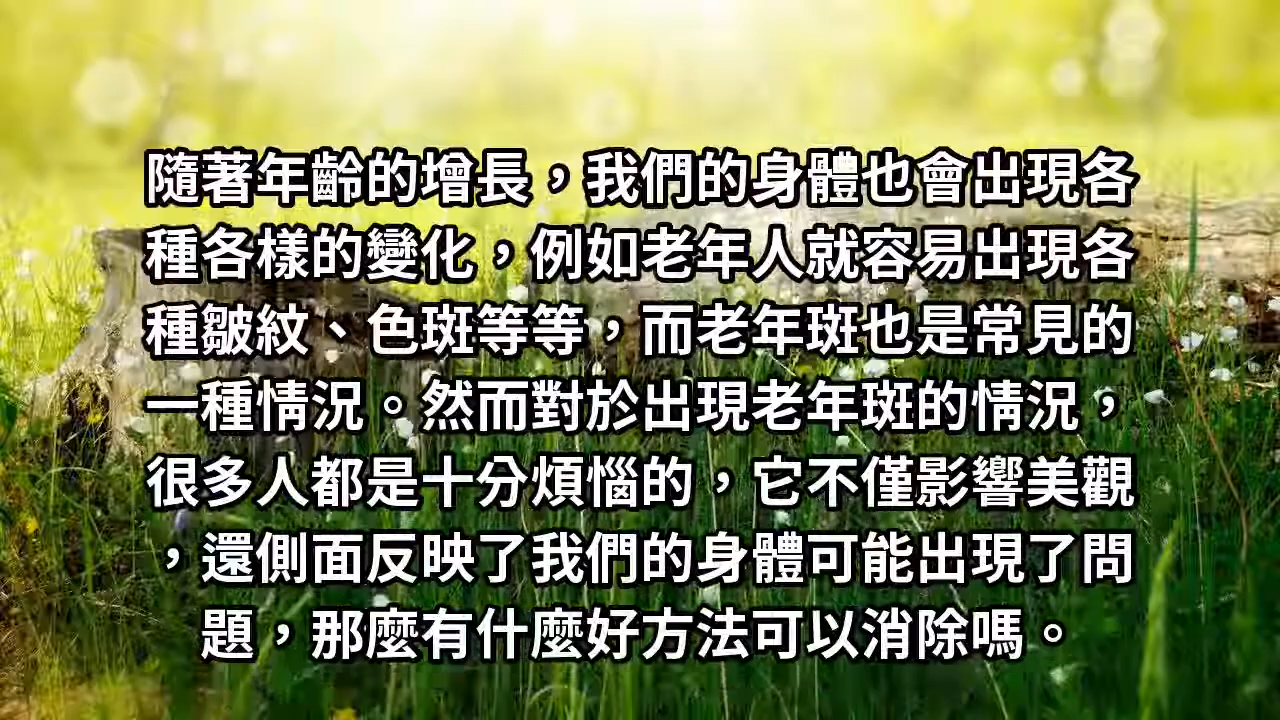 隨著年齡的增長，我們的身體也會出現各
種各樣的變化，例如老年人就容易出現各
種皺紋、色斑等等，而老年斑也是常見的
一種情況。然而對於出現老年斑的情況，
很多人都是十分煩惱的，它不僅影響美觀
，還側面反映了我們的身體可能出現了問
題，那麼有什麼好方法可以消除嗎。